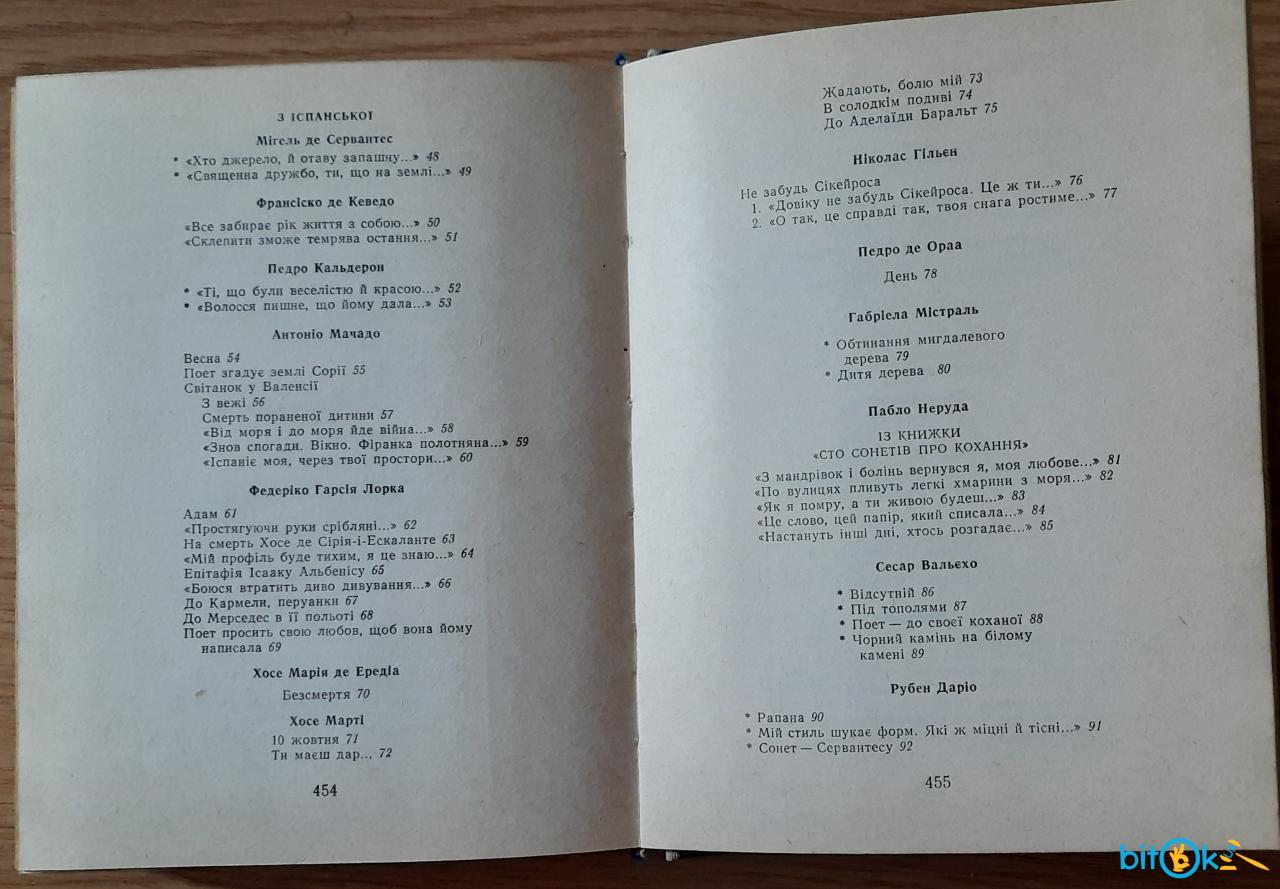 З ІСПАНСЬКОЇ
Мігель де Сервантес
* «Хто джерело, й отаву запашну...» 48
* «Священна дружбо, ти, що на землі...» 49
Франсіско де Кеведо
«Все забирає рік життя з собою...» 50
«Склепити зможе темрява остання...» 51
Педро Кальдерон
* «Ті, що були веселістю й красою...» 52
* «Волосся пишне, що йому дала...» 53
Антоніо Мачадо
Весна 54
Поет згадує землі Сорії 55
Світанок у Валенсії
З вежі 56
Смерть пораненої дитини 57
«Від моря і до моря йде війна...» 58
«Знов спогади. Вікно. Фіранка полотняна...» 59
«Іспаніє моя, через твої простори...» 60
Федеріко Гарсія Лорка
Адам 61
«Простягуючи руки срібляні...» 62
На смерть Хосе де Сірія-і-Ескаланте 63
«Мій профіль буде тихим, я це знаю...» 64
Епітафія Ісааку Альбенісу 65
«Боюся втратить диво дивування...» 66
До Кармели, перуанки 67
До Мерседес в її польоті 68
Поет просить свою любов, щоб вона йому
написала 69
Хосе Марія де Ередіа
Безсмертя 70
Хосе Марті
10 жовтня 71
Ти маєш дар... 72
454
Жадають, болю мій 73
В солодкім подиві 74
До Аделаїди Баральт 75
Ніколас Гільєн
Не забудь Сікейроса
1. «Довіку не забудь Сікейроса. Це ж ти...» 76
2. «О так, це справді так, твоя снага ростиме...» 77
Педро де Ораа
День 78
Габріела Містраль
* Обтинання мигдалевого
дерева 79
* Дитя дерева 80
Пабло Неруда
ІЗ КНИЖКИ
«СТО СОНЕТІВ ПРО КОХАННЯ»
«З мандрівок і болінь вернувся я, моя любове...» 81
«По вулицях пливуть легкі хмарини з моря...» 82
«Як я помру, а ти живою будеш...» 83
«Це слово, цей папір, який списала...» 84
«Настануть інші дні, хтось розгадає...» 85
Сесар Вальєхо
* Відсутній 86
* Під тополями 87
* Поет — до своєї коханої 88
* Чорний камінь на білому
камені 89
Рубен Даріо
* Рапана 90
* Мій стиль шукає форм. Які ж міцні й тісні...» 91
* Сонет — Сервантесу 92
455
bitOk